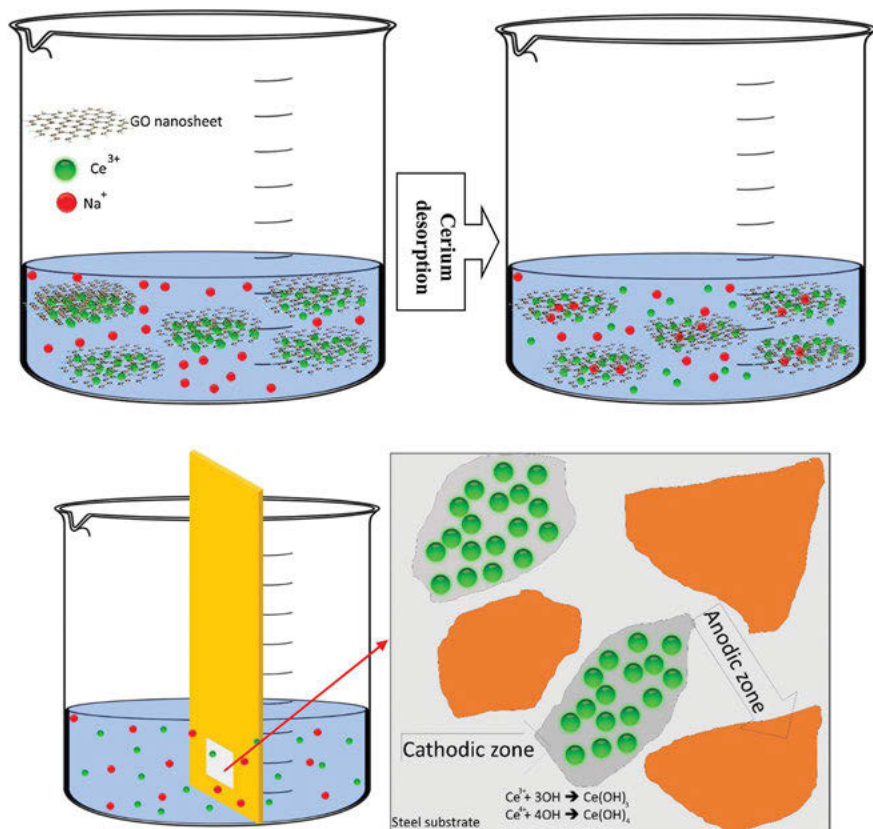 GO nanosheet
Ce³⁺
Na⁺
Cerium
desorption
Anodic zone
Cathodic zone
Ce³⁺+ 3OH → Ce(OH)₃
Ce⁴⁺+ 4OH → Ce(OH)₄
Steel substrate